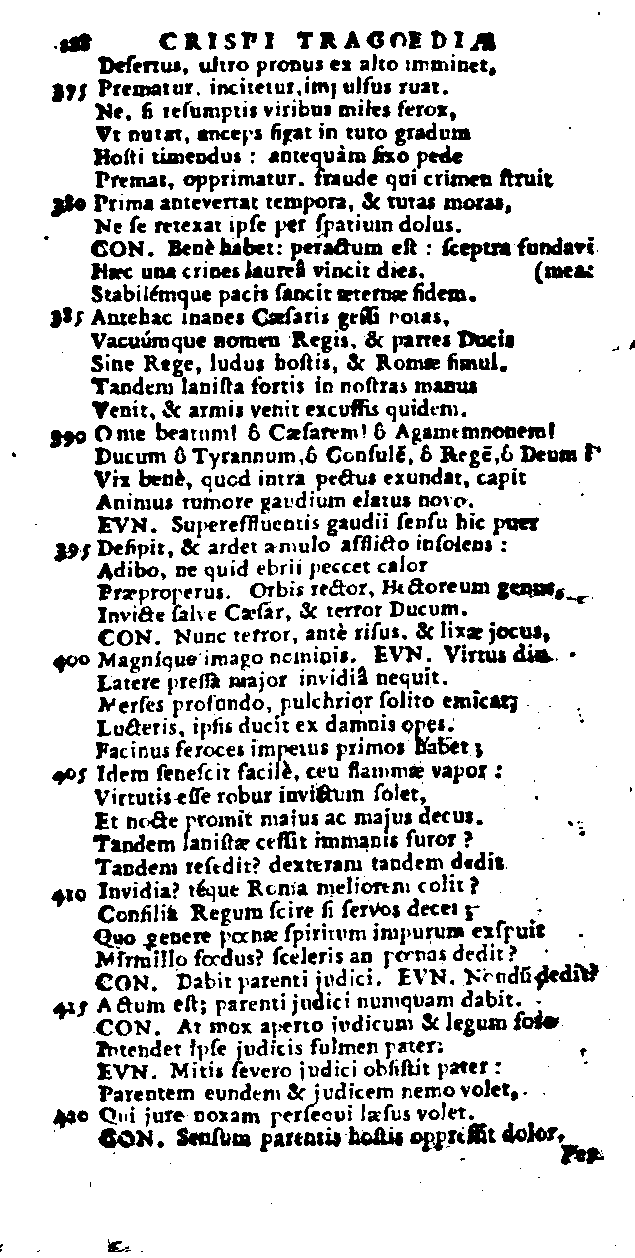 CRISPI TRAGOEDIÆ
Desertus, ultro pronus ex alto imminet,
375 Prematur. incitetur, impulsus ruat.
Ne, si resumptis viribus miles ferox,
Vt nutat, anceps figat in tuto gradum
Hosti timendus : antequàm fixo pede
Premat, opprimatur. fraude qui crimen struit
380 Prima antevertat tempora, & tutas moras,
Ne se retexat ipse per spatium dolus.
CON. Benè habet: peractum est : sceptra fundavi
Hæc una crines laureâ vincit dies. (mea:
Stabilémque pacis sancit æternæ fidem.
385 Antehac inanes Cæsaris gessi notas,
Vacuúmque nomen Regis, & partes Ducis
Sine Rege, ludus hostis, & Romæ simul.
Tandem lanista fortis in nostras manus
Venit, & armis venit excussis quidem.
390 O me beatum! ô Cæsarem! ô Agamemnonem!
Ducum ô Tyrannum, ô Consulē, ô Regē, ô Deum
Vix benè, quod intra pectus exundat, capit
Animus tumore gaudium elatus novo.
EVN. Supereffluentis gaudii sensu hic puer
395 Desipit, & ardet æmulo afflicto insolens :
Adibo, ne quid ebrii peccet calor
Præproperus. Orbis rector, Hectoreum genus,
Invicte salve Cæsar, & terror Ducum.
CON. Nunc terror, antè risus, & lixæ jocus,
400 Magnique imago nominis. EVN. Virtus diu
Latere pressa major invidiâ nequit.
Merses profundo, pulchrior solito emicat;
Lucteris, ipsis ducit ex damnis opes.
Facinus feroces impetus primos habet ;
405 Idem senescit facilè, ceu flammæ vapor :
Virtutis esse robur invictum solet,
Et nocte promit majus ac majus decus.
Tandem lanistæ cessit immanis furor ?
Tandem resedit? dexteram tandem dedit
410 Invidia? téque Roma meliorem colit ?
Consilia Regum scire si servos decet ;
Quo genere pœnæ spiritum impurum exspuit
Mirmillo fœdus? sceleris an pœnas dedit ?
CON. Dabit parenti judici. EVN. Nondū dedit?
415 Actum est; parenti judici numquam dabit.
CON. At mox aperto judicum & legum foro
Intendet ipse judicis fulmen pater:
EVN. Mitis severo judici obsistit pater :
Parentem eundem & judicem nemo volet,
420 Qui jure noxam persequi læsus volet.
CON. Sensum parentis hostis oppressit dolor,
Per